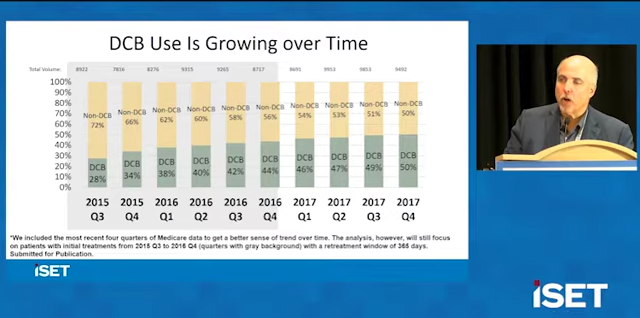 DCB Use Is Growing over Time
Total Volume: 8922 7816 8276 9315 9265 8717 8691 9953 9853 9492
100%
90%
80%
70%
60%
50%
40%
30%
20%
10%
0%
Non-DCB 72%
Non-DCB 66%
Non-DCB 62%
Non-DCB 60%
Non-DCB 58%
Non-DCB 56%
Non-DCB 54%
Non-DCB 53%
Non-DCB 51%
Non-DCB 50%
DCB 28%
DCB 34%
DCB 38%
DCB 40%
DCB 42%
DCB 44%
DCB 46%
DCB 47%
DCB 49%
DCB 50%
2015 Q3
2015 Q4
2016 Q1
2016 Q2
2016 Q3
2016 Q4
2017 Q1
2017 Q2
2017 Q3
2017 Q4
*We included the most recent four quarters of Medicare data to get a better sense of trend over time. The analysis, however, will still focus
on patients with initial treatments from 2015 Q3 to 2016 Q4 (quarters with gray background) with a retreatment window of 365 days.
Submitted for Publication.
iSET
iSET